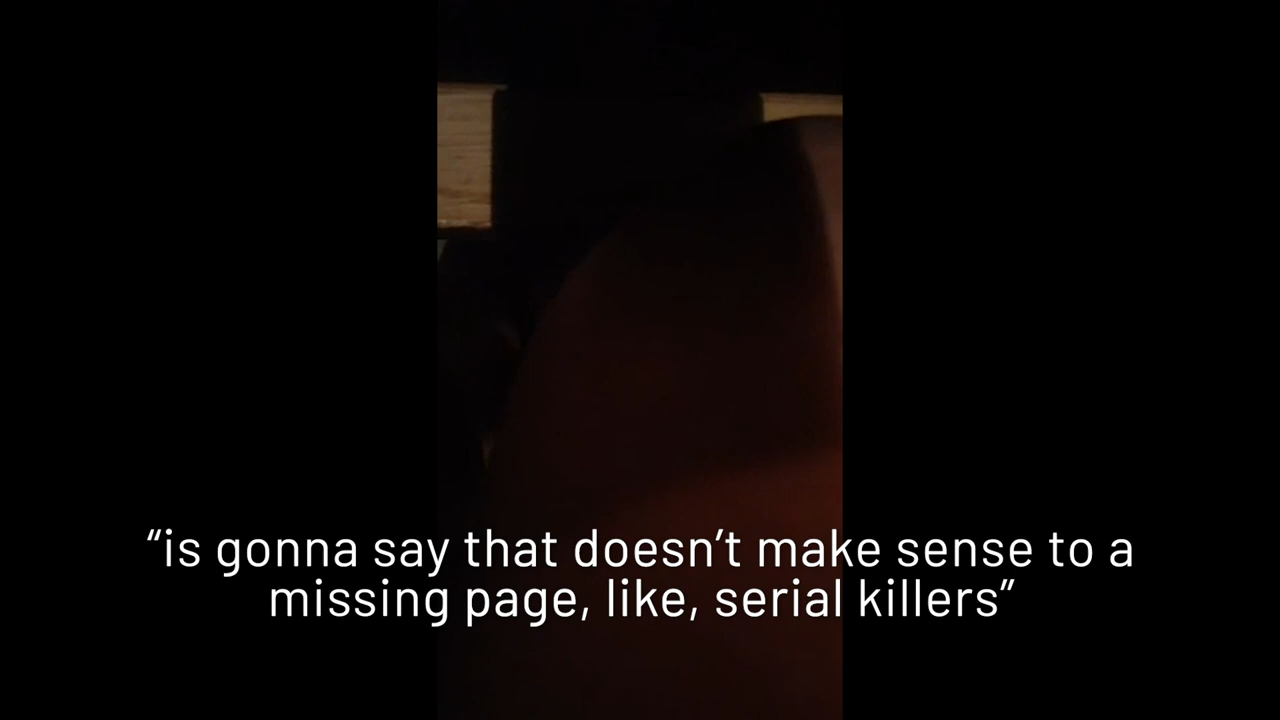 “is gonna say that doesn’t make sense to a
missing page, like, serial killers”